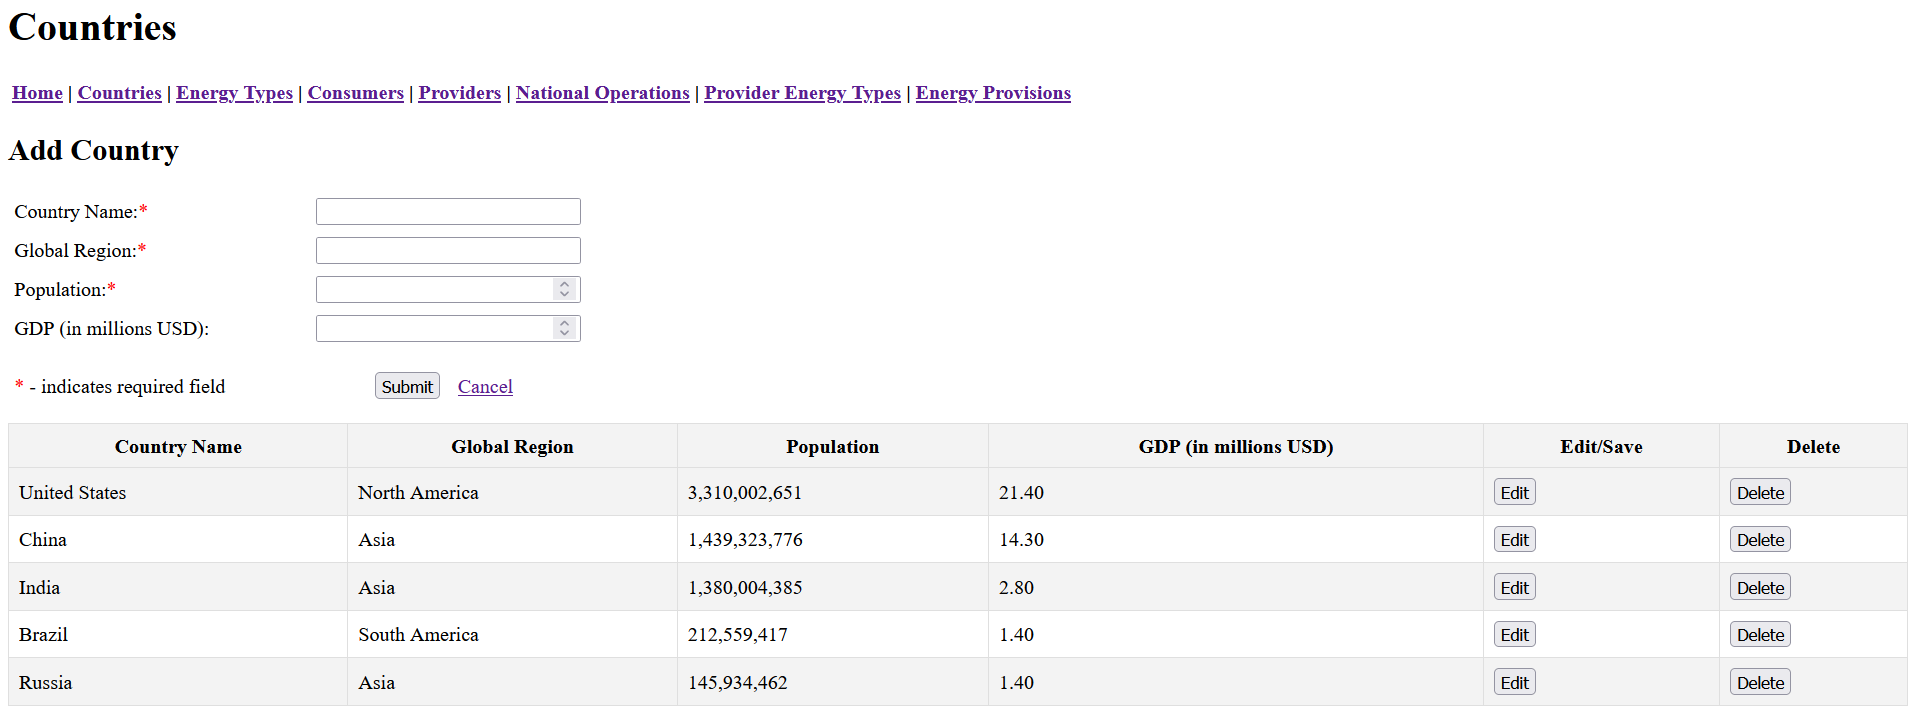 Countries
Home | Countries | Energy Types | Consumers | Providers | National Operations | Provider Energy Types | Energy Provisions
Add Country
Country Name:*
Global Region:*
Population:*
GDP (in millions USD):
* - indicates required field Submit Cancel
Country Name Global Region Population GDP (in millions USD) Edit/Save Delete
United States North America 3,310,002,651 21.40 Edit Delete
China Asia 1,439,323,776 14.30 Edit Delete
India Asia 1,380,004,385 2.80 Edit Delete
Brazil South America 212,559,417 1.40 Edit Delete
Russia Asia 145,934,462 1.40 Edit Delete